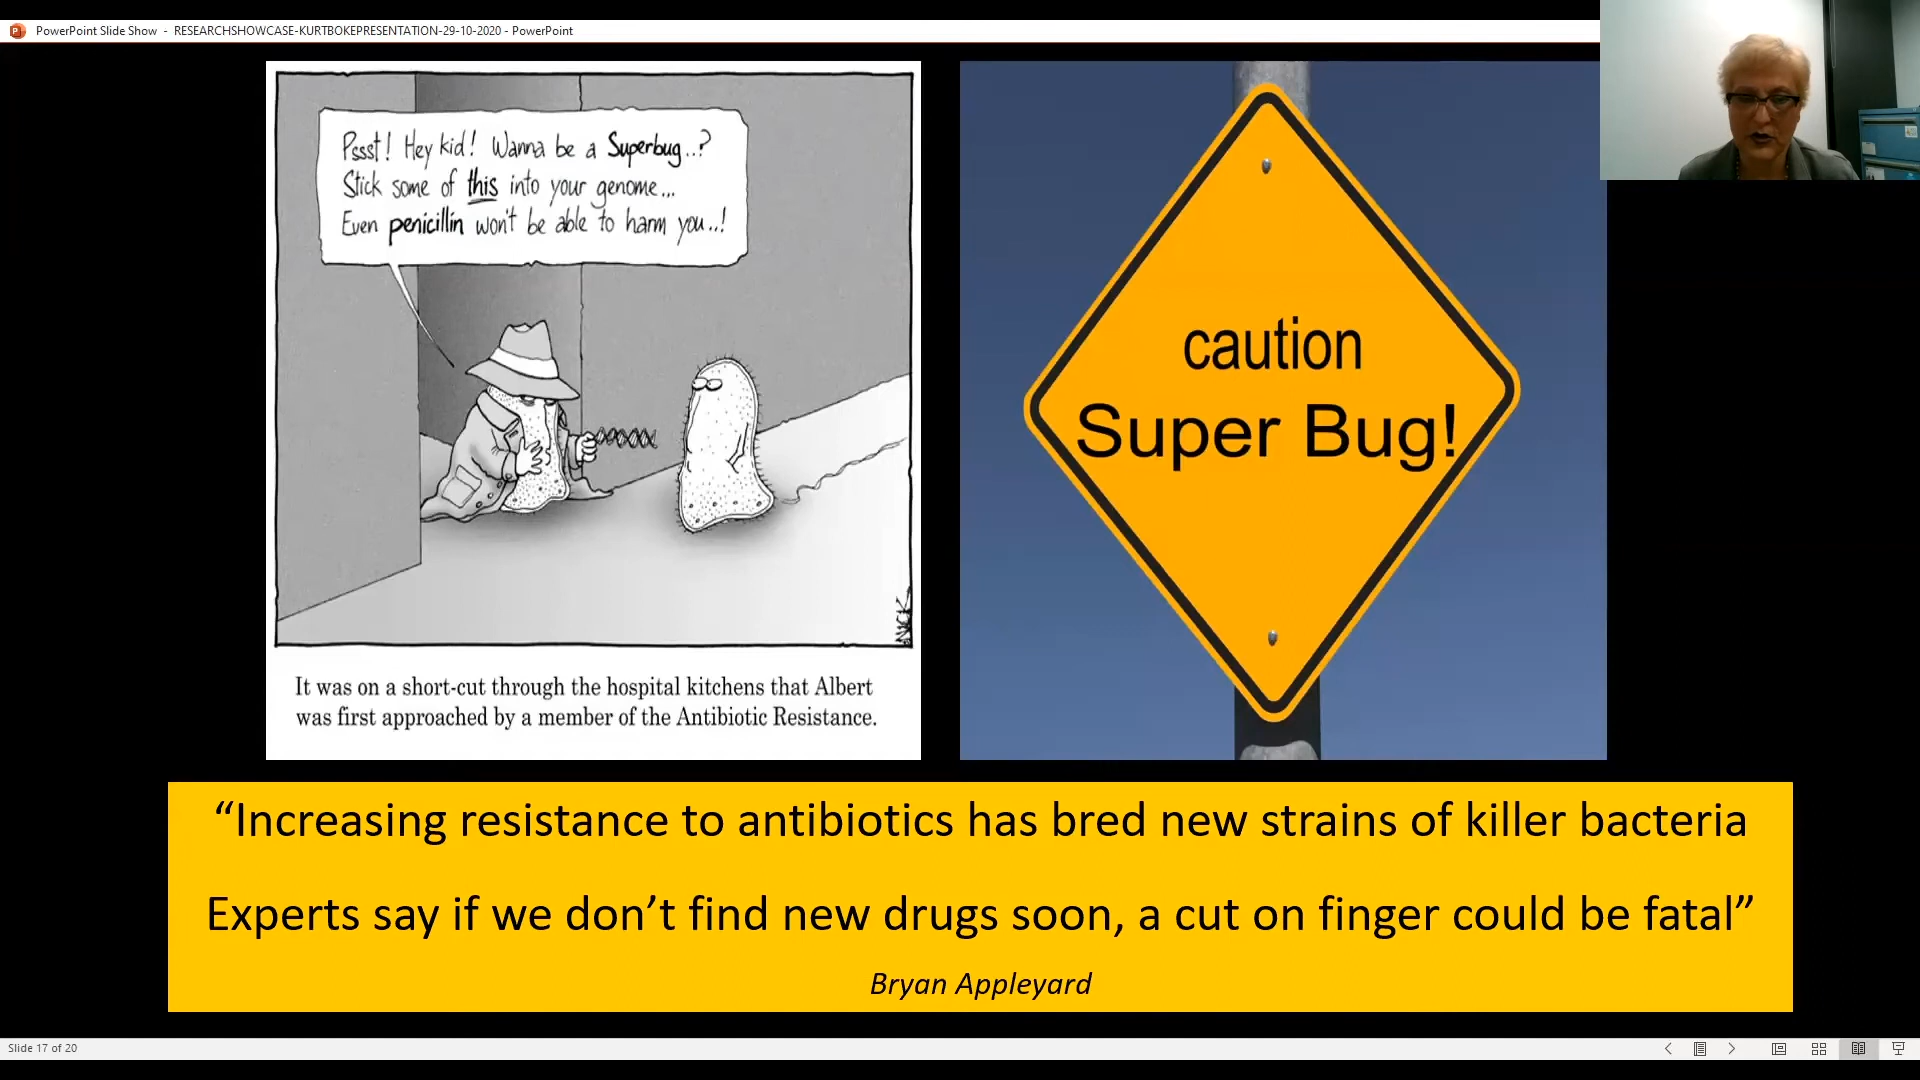 PowerPoint Slide Show - RESEARCHSHOWCASE-KURTBOKEPRESENTATION-29-10-2020 - PowerPoint
Pssst! Hey kid! Wanna be a Superbug..?
Stick some of this into your genome...
Even penicillin won't be able to harm you..!
NICK
It was on a short-cut through the hospital kitchens that Albert
was first approached by a member of the Antibiotic Resistance.
caution
Super Bug!
“Increasing resistance to antibiotics has bred new strains of killer bacteria
Experts say if we don’t find new drugs soon, a cut on finger could be fatal”
Bryan Appleyard
Slide 17 of 20